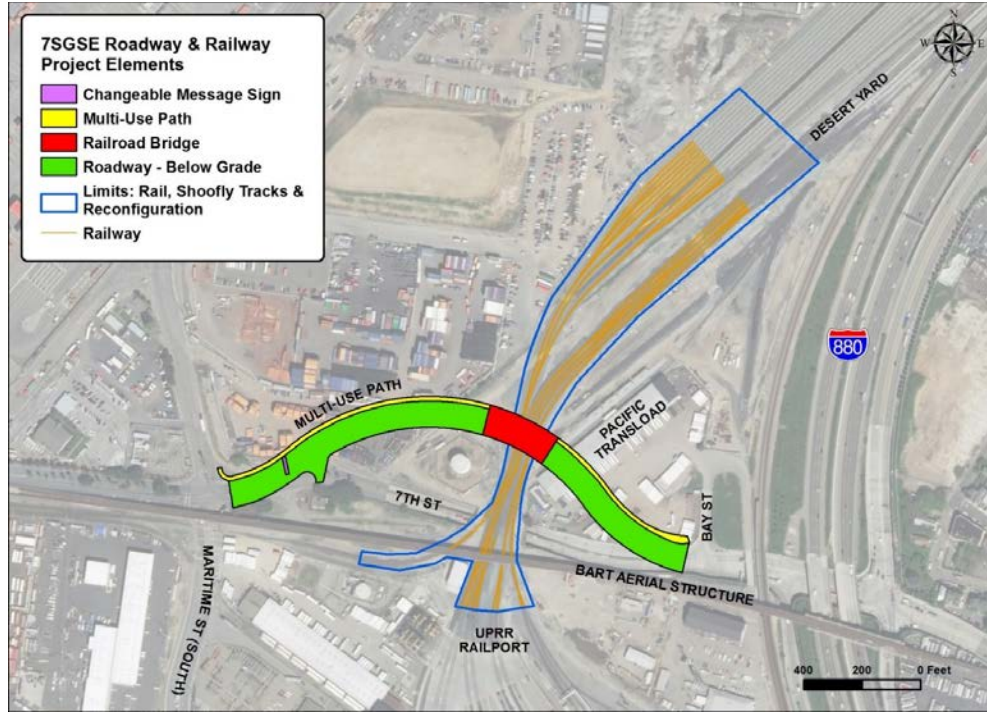 7SGSE Roadway & Railway
Project Elements
Changeable Message Sign
Multi-Use Path
Railroad Bridge
Roadway - Below Grade
Limits: Rail, Shoofly Tracks &
Reconfiguration
Railway
N
W E
S
DESERT YARD
880
MULTI-USE PATH
PACIFIC
TRANSLOAD
7TH ST
BAY ST
BART AERIAL STRUCTURE
MARITIME ST (SOUTH)
UPRR
RAILPORT
400 200 0 Feet